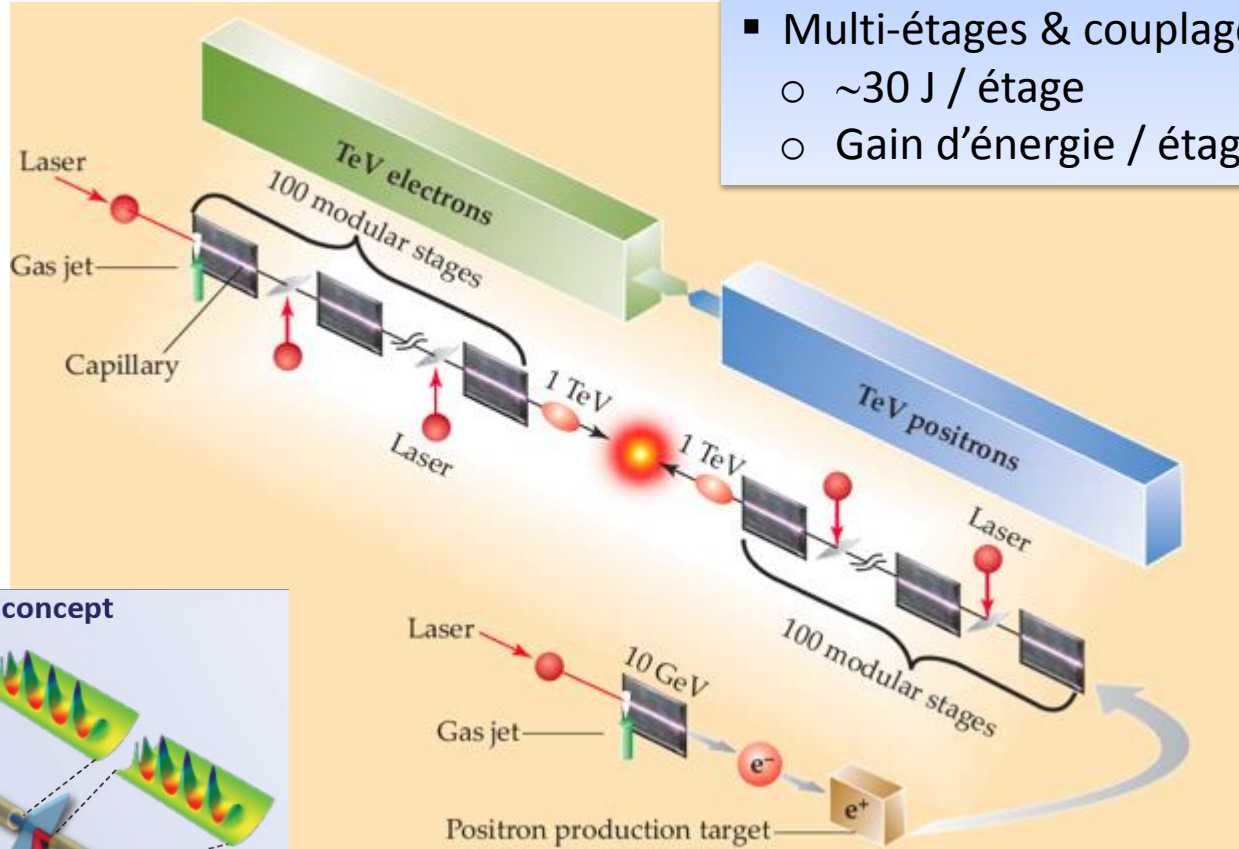 ▪ Multi-étages & couplage
o ~30 J / étage
o Gain d'énergie / étag
Laser
TeV electrons
100 modular stages
Gas jet
Capillary
Laser
1 TeV
1 TeV
TeV positrons
Laser
100 modular stages
concept
Laser
10 GeV
Gas jet
e⁻
e⁺
Positron production target